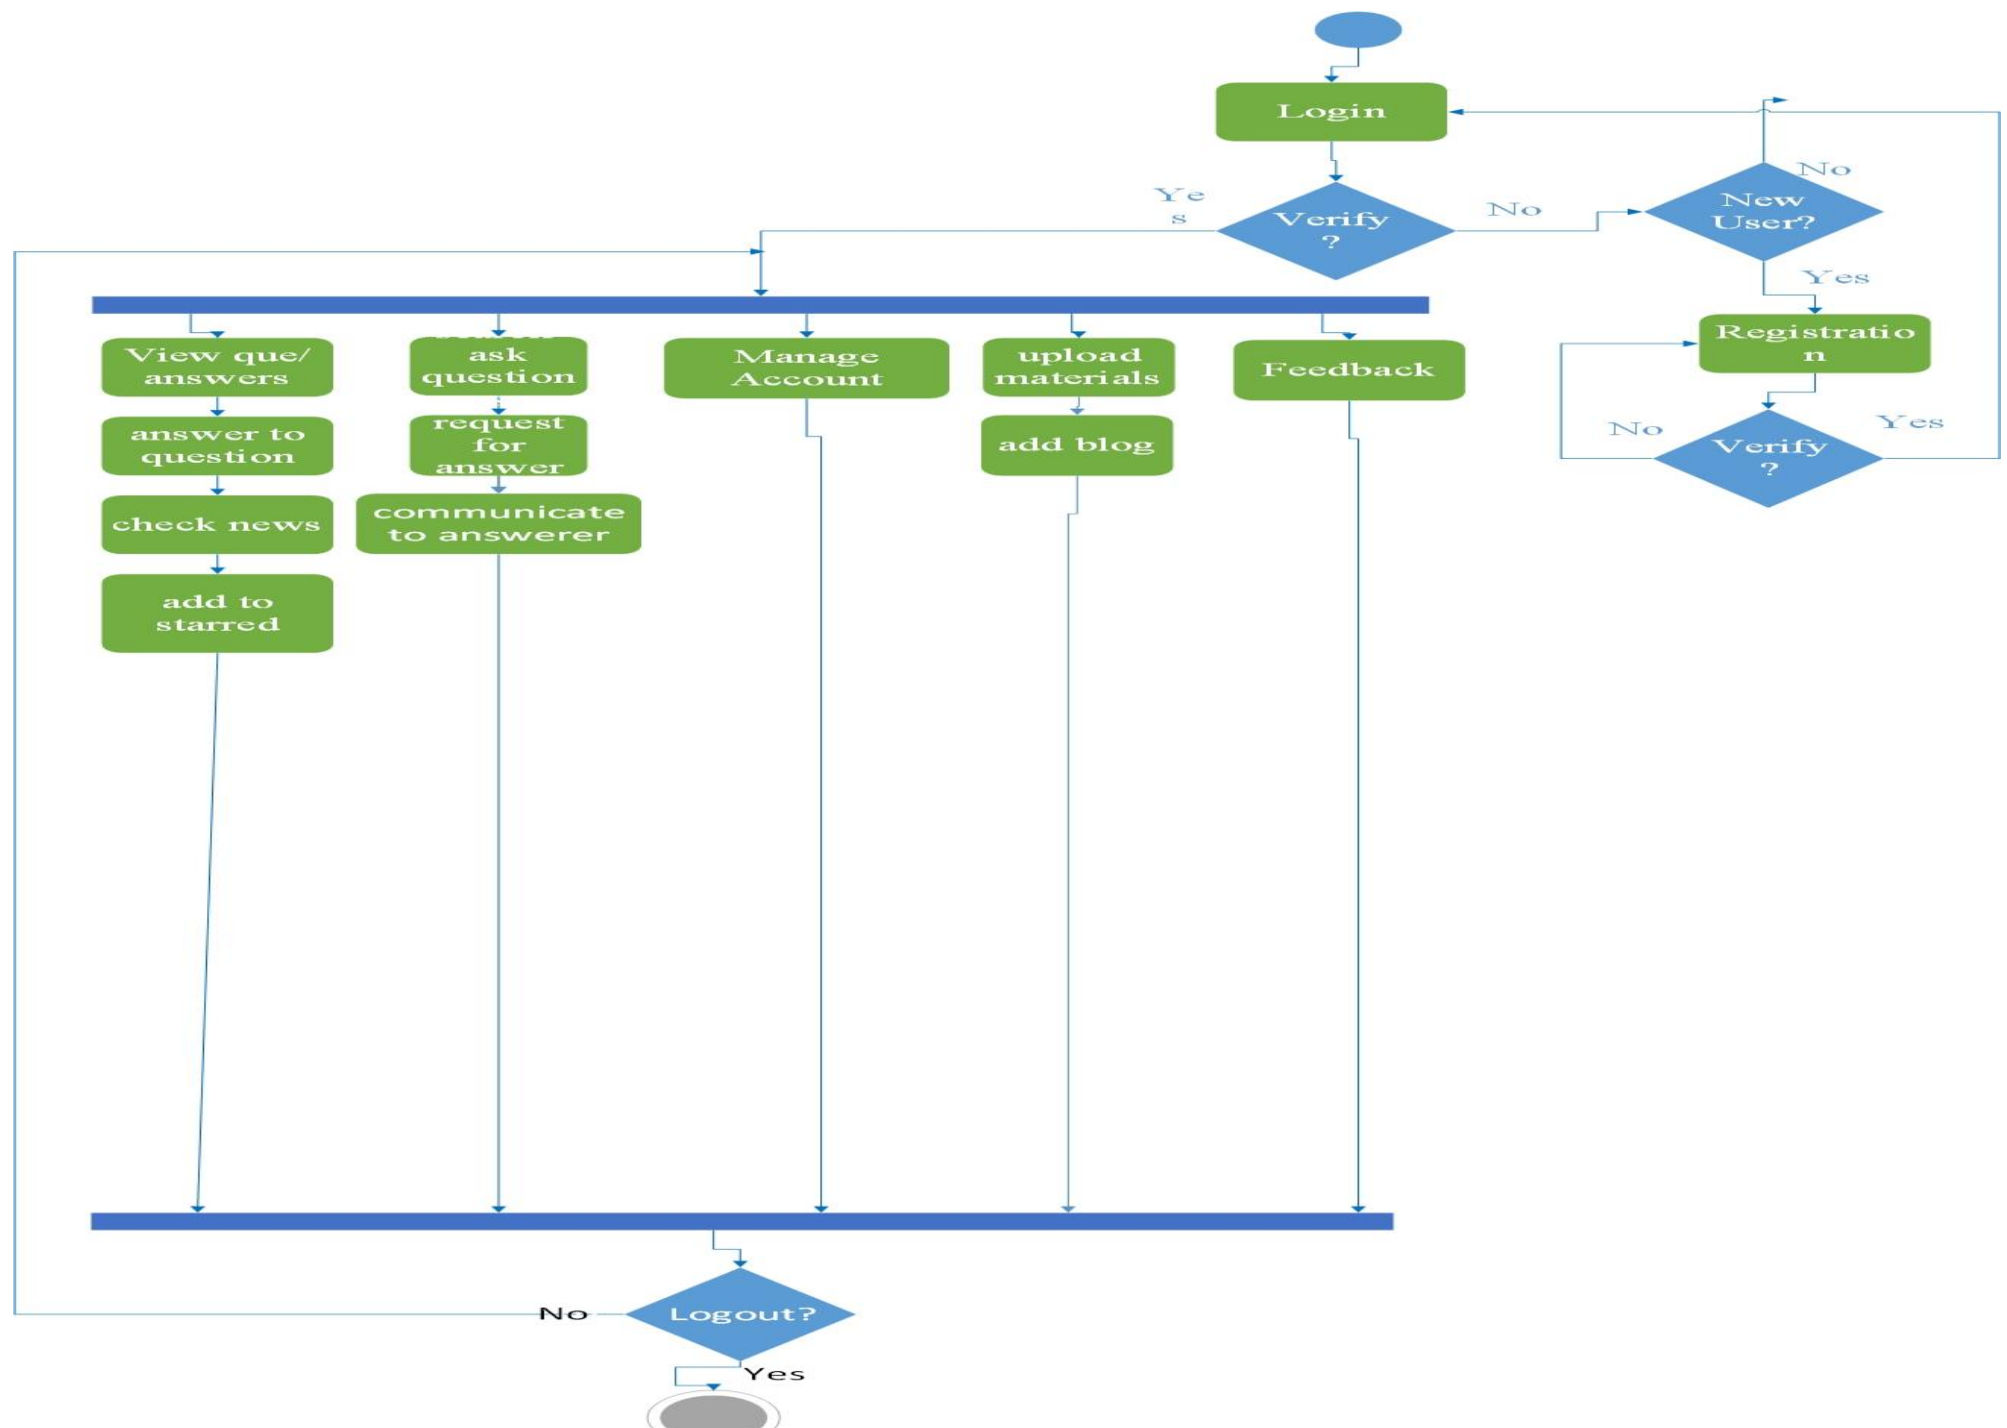 Login
No
Ye
s
Verify
?
No
New
User?
Yes
View que/
answers
ask
question
Manage
Account
upload
materials
Feedback
Registratio
n
answer to
question
request
for
answer
add blog
No
Verify
?
Yes
check news
communicate
to answerer
add to
starred
No
Logout?
Yes